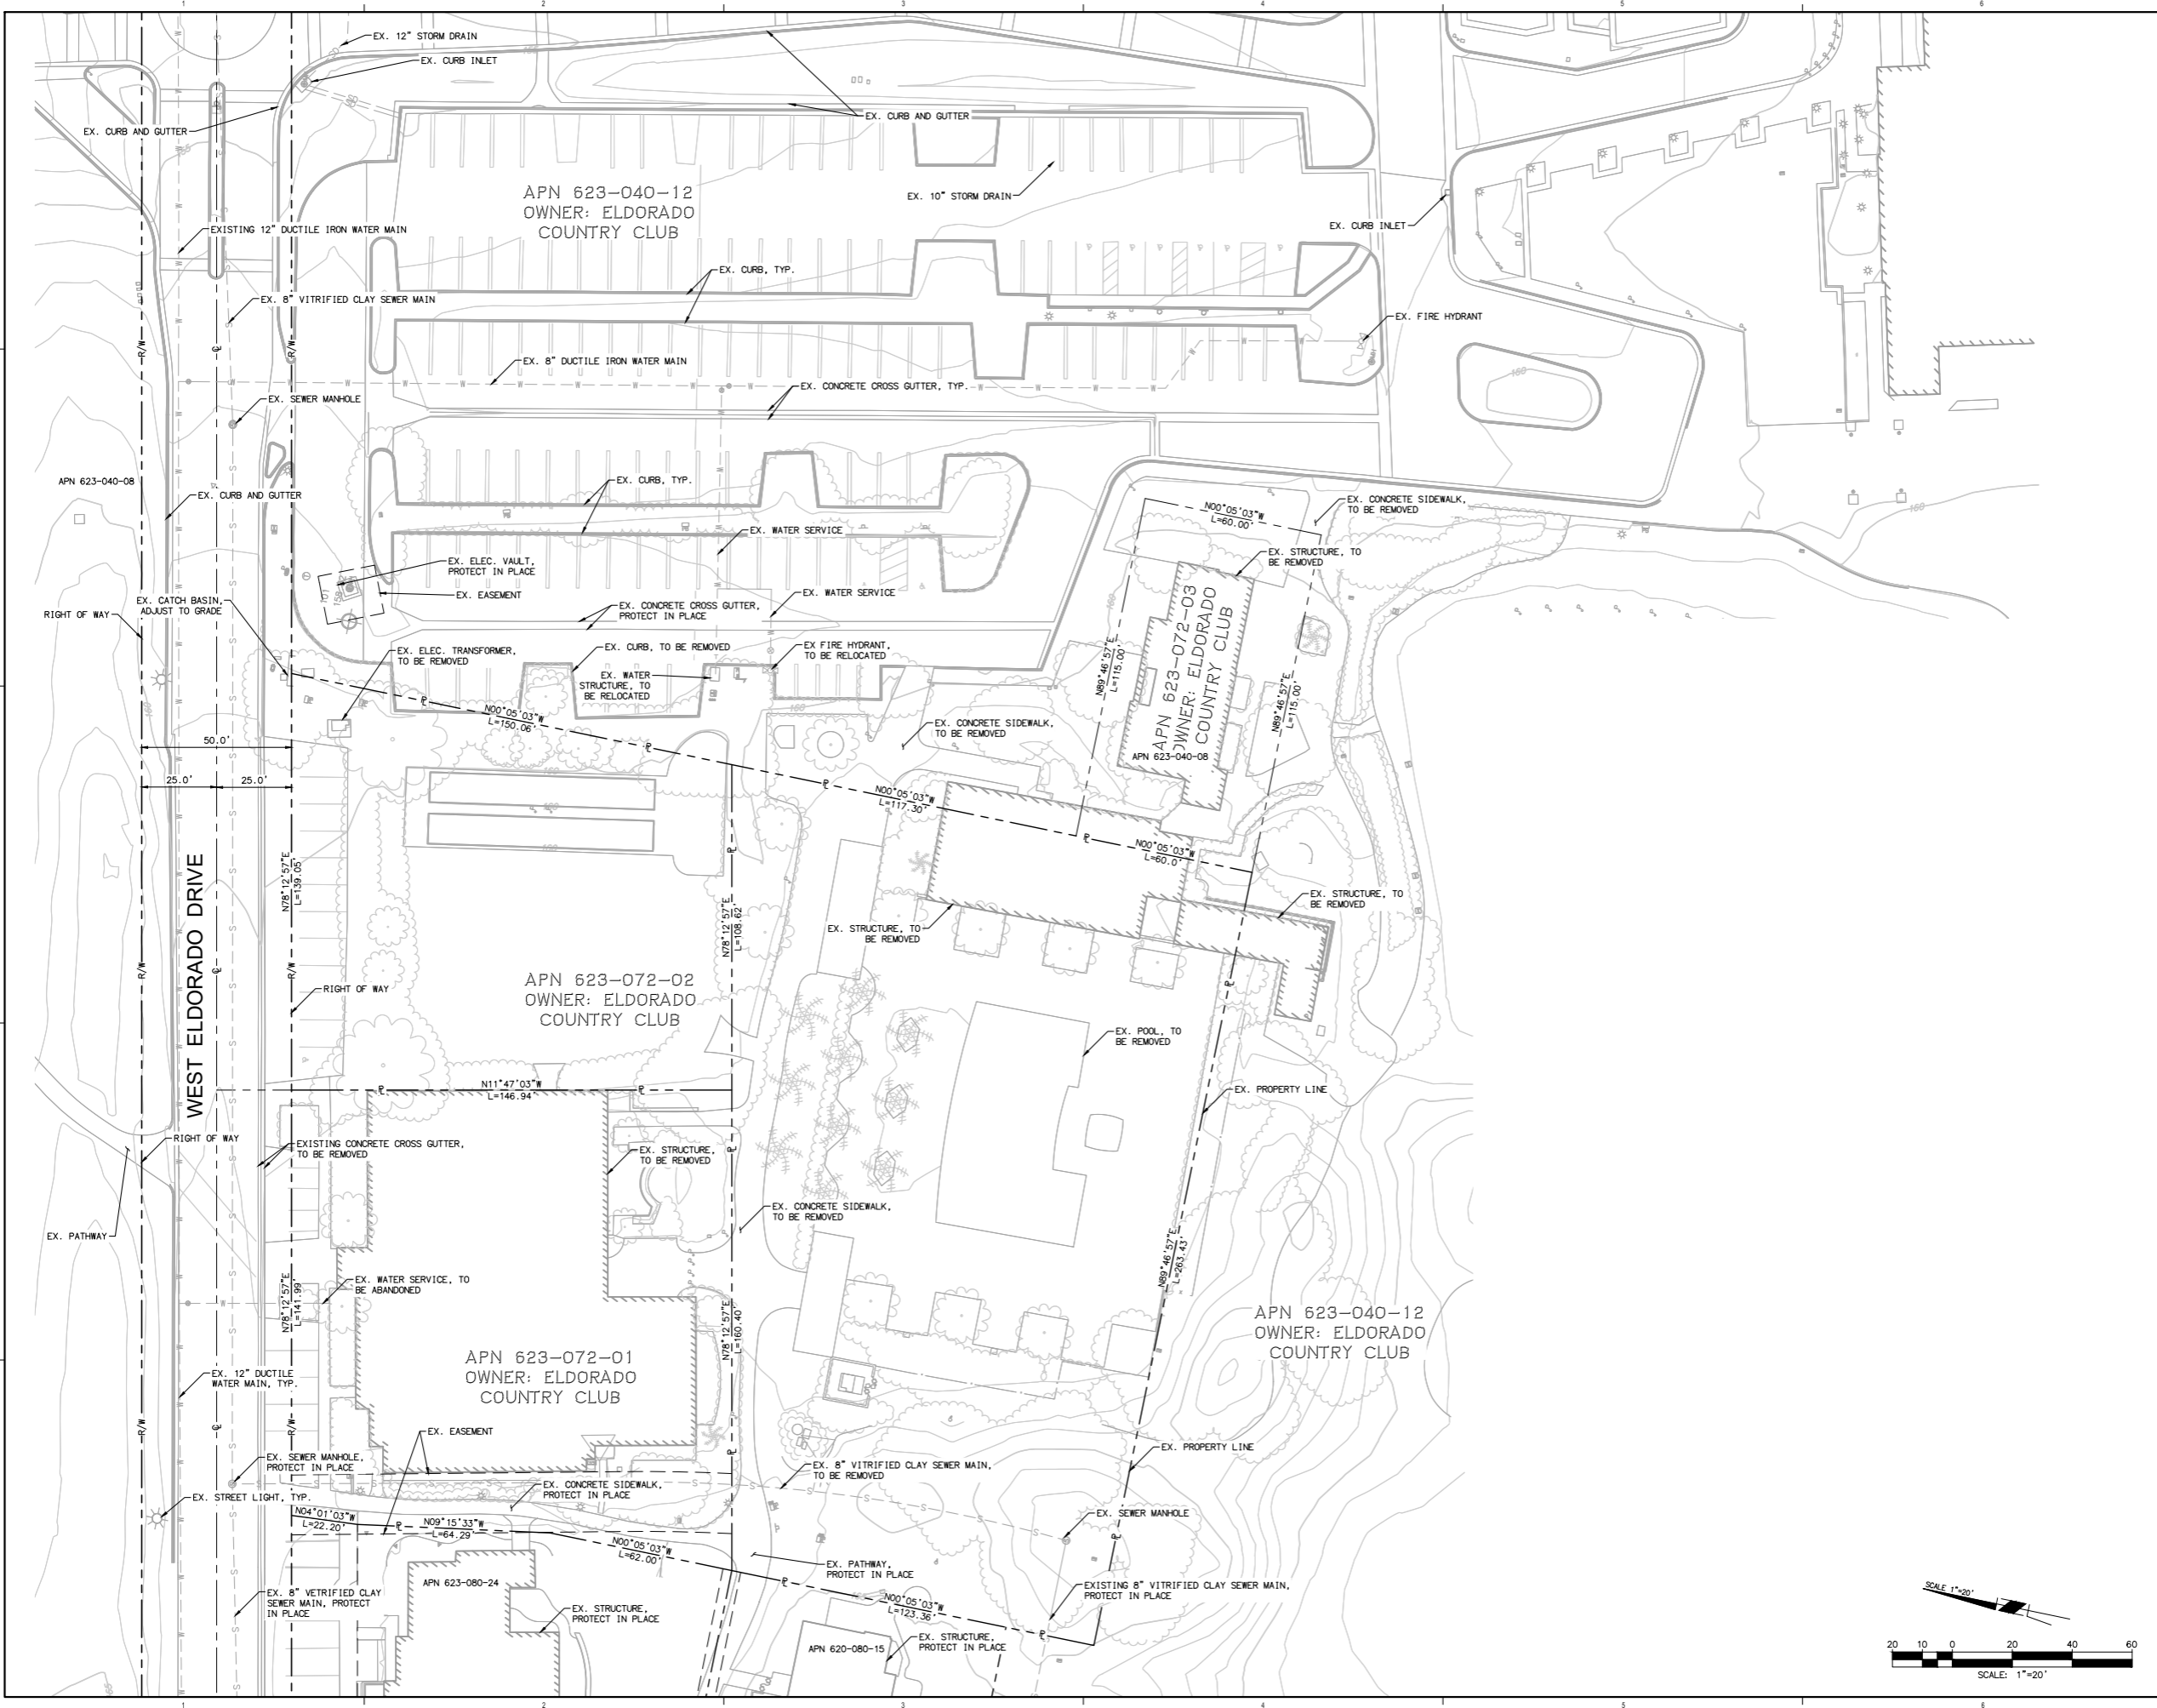 1 2 3 4 5 6
EX. 12" STORM DRAIN
EX. CURB INLET
EX. CURB AND GUTTER
EX. CURB AND GUTTER
APN 623-040-12
OWNER: ELDORADO
COUNTRY CLUB
EX. 10" STORM DRAIN
EX. CURB INLET
EXISTING 12" DUCTILE IRON WATER MAIN
EX. CURB, TYP.
EX. 8" VITRIFIED CLAY SEWER MAIN
EX. FIRE HYDRANT
R/W
R/W
EX. 8" DUCTILE IRON WATER MAIN
EX. CONCRETE CROSS GUTTER, TYP.
160
EX. SEWER MANHOLE
APN 623-040-08
EX. CURB AND GUTTER
EX. CURB, TYP.
EX. CONCRETE SIDEWALK,
TO BE REMOVED
N00°05'03"W
L=60.00'
160
EX. WATER SERVICE
EX. STRUCTURE, TO
BE REMOVED
EX. ELEC. VAULT,
PROTECT IN PLACE
EX. EASEMENT
EX. WATER SERVICE
EX. CATCH BASIN,
ADJUST TO GRADE
RIGHT OF WAY
EX. CONCRETE CROSS GUTTER,
PROTECT IN PLACE
160
APN 623-072-03
OWNER: ELDORADO
COUNTRY CLUB
EX. ELEC. TRANSFORMER,
TO BE REMOVED
EX. CURB, TO BE REMOVED
EX FIRE HYDRANT,
TO BE RELOCATED
EX. WATER
STRUCTURE, TO
BE RELOCATED
N89°46'57"E
L=115.00'
N89°46'57"E
L=115.00'
N00°05'03"W
L=150.06'
160
EX. CONCRETE SIDEWALK,
TO BE REMOVED
APN 623-040-08
50.0'
25.0'
25.0'
160
160
N00°05'03"W
L=117.30'
N00°05'03"W
L=60.0'
WEST ELDORADO DRIVE
N78°12'57"E
L=139.05'
N78°12'57"E
L=108.62'
EX. STRUCTURE, TO
BE REMOVED
EX. STRUCTURE, TO
BE REMOVED
R/W
R/W
APN 623-072-02
OWNER: ELDORADO
COUNTRY CLUB
RIGHT OF WAY
EX. POOL, TO
BE REMOVED
N11°47'03"W
L=146.94'
EX. PROPERTY LINE
RIGHT OF WAY
EXISTING CONCRETE CROSS GUTTER,
TO BE REMOVED
EX. STRUCTURE,
TO BE REMOVED
EX. CONCRETE SIDEWALK,
TO BE REMOVED
EX. PATHWAY
N89°46'57"E
L=263.43'
EX. WATER SERVICE, TO
BE ABANDONED
N78°12'57"E
L=141.99'
N78°12'57"E
L=160.40'
APN 623-040-12
OWNER: ELDORADO
COUNTRY CLUB
APN 623-072-01
OWNER: ELDORADO
COUNTRY CLUB
EX. 12" DUCTILE
WATER MAIN, TYP.
R/W
R/W
EX. EASEMENT
EX. PROPERTY LINE
EX. SEWER MANHOLE,
PROTECT IN PLACE
EX. 8" VITRIFIED CLAY SEWER MAIN,
TO BE REMOVED
EX. CONCRETE SIDEWALK,
PROTECT IN PLACE
EX. STREET LIGHT, TYP.
EX. SEWER MANHOLE
N04°01'03"W
L=22.20'
N09°15'33"W
L=64.29'
N00°05'03"W
L=62.00'
EX. PATHWAY,
PROTECT IN PLACE
APN 623-080-24
EXISTING 8" VITRIFIED CLAY SEWER MAIN,
PROTECT IN PLACE
EX. 8" VETRIFIED CLAY
SEWER MAIN, PROTECT
IN PLACE
N00°05'03"W
L=123.36'
EX. STRUCTURE,
PROTECT IN PLACE
EX. STRUCTURE,
PROTECT IN PLACE
APN 620-080-15
SCALE 1"=20'
20 10 0 20 40 60
SCALE: 1"=20'
1 2 3 4 5 6